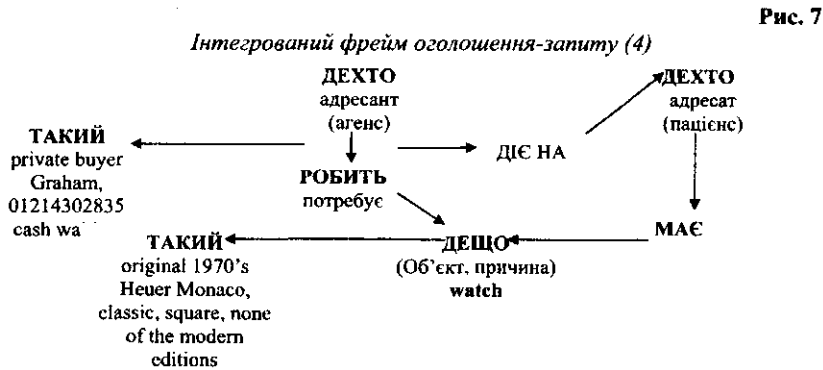 Рис. 7
Інтегрований фрейм оголошення-запиту (4)
ДЕХТО
адресант
(агенс)
ДЕХТО
адресат
(пацієнс)
ТАКИЙ
private buyer
Graham,
01214302835
cash
ДІЄ НА
РОБИТЬ
потребує
МАЄ
ТАКИЙ
original 1970’s
Heuer Monaco,
classic, square, none
of the modern
editions
ДЕЩО
(Об’єкт, причина)
watch